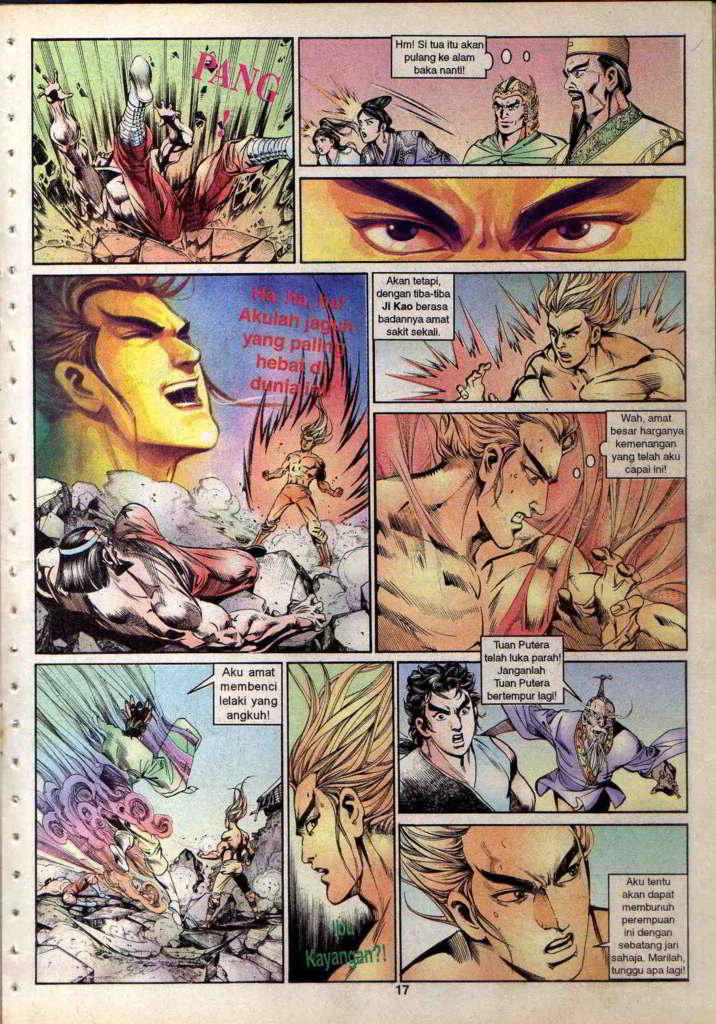 PANG
!
Hm! Si tua itu akan
pulang ke alam
baka nanti!
Ha, ha, ha!
Akulah jaguh
yang paling
hebat di
dunia ini!
Akan tetapi,
dengan tiba-tiba
Ji Kao berasa
badannya amat
sakit sekali.
Wah, amat
besar harganya
kemenangan
yang telah aku
capai ini!
Aku amat
membenci
lelaki yang
angkuh!
Ibu
Kayangan?!
Tuan Putera
telah luka parah!
Janganlah
Tuan Putera
bertempur lagi!
Aku tentu
akan dapat
membunuh
perempuan
ini dengan
sebatang jari
sahaja. Marilah,
tunggu apa lagi!
17